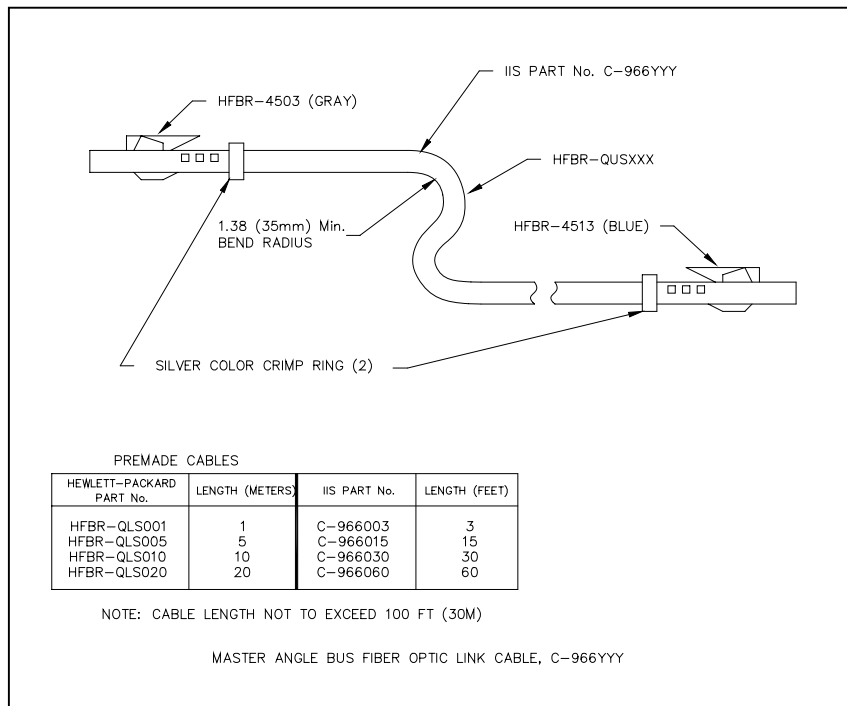 IIS PART No. C-966YYY
HFBR-4503 (GRAY)
HFBR-QUSXXX
1.38 (35mm) Min.
BEND RADIUS
HFBR-4513 (BLUE)
SILVER COLOR CRIMP RING (2)
PREMADE CABLES
HEWLETT-PACKARD PART No. LENGTH (METERS) IIS PART No. LENGTH (FEET)
HFBR-QLS001 1 C-966003 3
HFBR-QLS005 5 C-966015 15
HFBR-QLS010 10 C-966030 30
HFBR-QLS020 20 C-966060 60
NOTE: CABLE LENGTH NOT TO EXCEED 100 FT (30M)
MASTER ANGLE BUS FIBER OPTIC LINK CABLE, C-966YYY